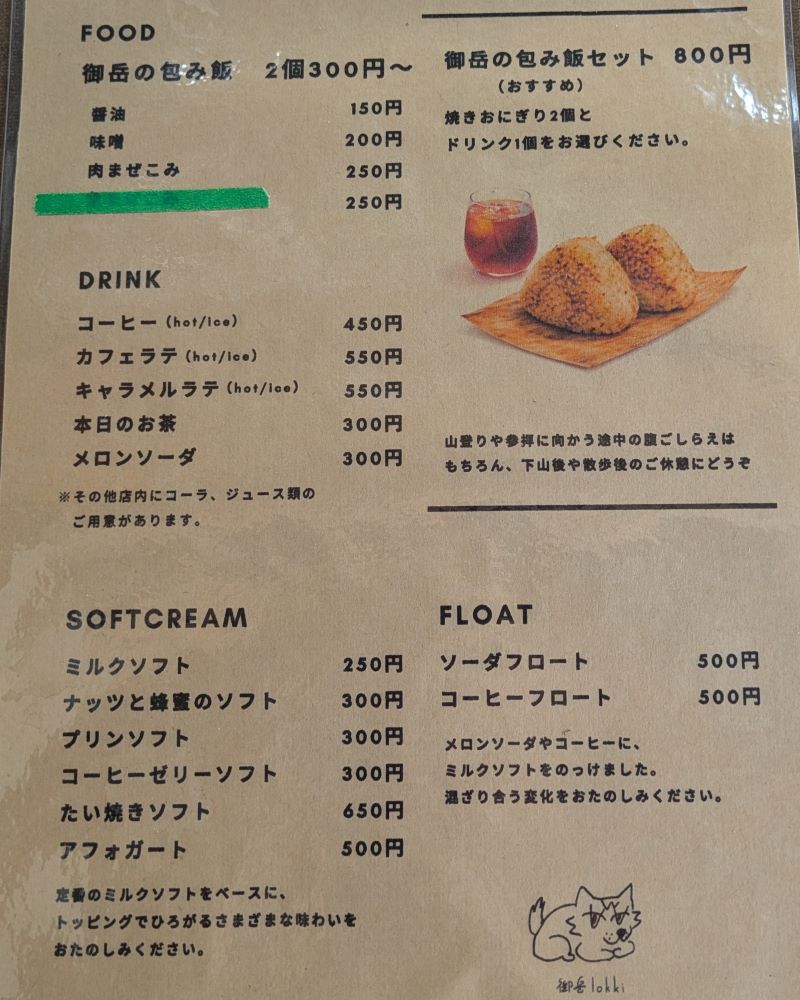 FOOD
御岳の包み飯 2個300円〜
醤油 150円
味噌 200円
肉まぜこみ 250円
250円
DRINK
コーヒー(hot/ice) 450円
カフェラテ(hot/ice) 550円
キャラメルラテ(hot/ice) 550円
本日のお茶 300円
メロンソーダ 300円
※その他店内にコーラ、ジュース類の
ご用意があります。
御岳の包み飯セット 800円
(おすすめ)
焼きおにぎり2個と
ドリンク1個をお選びください。
山登りや参拝に向かう途中の腹ごしらえは
もちろん、下山後や散歩後のご休憩にどうぞ
SOFTCREAM
ミルクソフト 250円
ナッツと蜂蜜のソフト 300円
プリンソフト 300円
コーヒーゼリーソフト 300円
たい焼きソフト 650円
アフォガート 500円
定番のミルクソフトをベースに、
トッピングでひろがるさまざまな味わいを
おたのしみください。
FLOAT
ソーダフロート 500円
コーヒーフロート 500円
メロンソーダやコーヒーに、
ミルクソフトをのっけました。
混ざり合う変化をおたのしみください。
御岳lokki